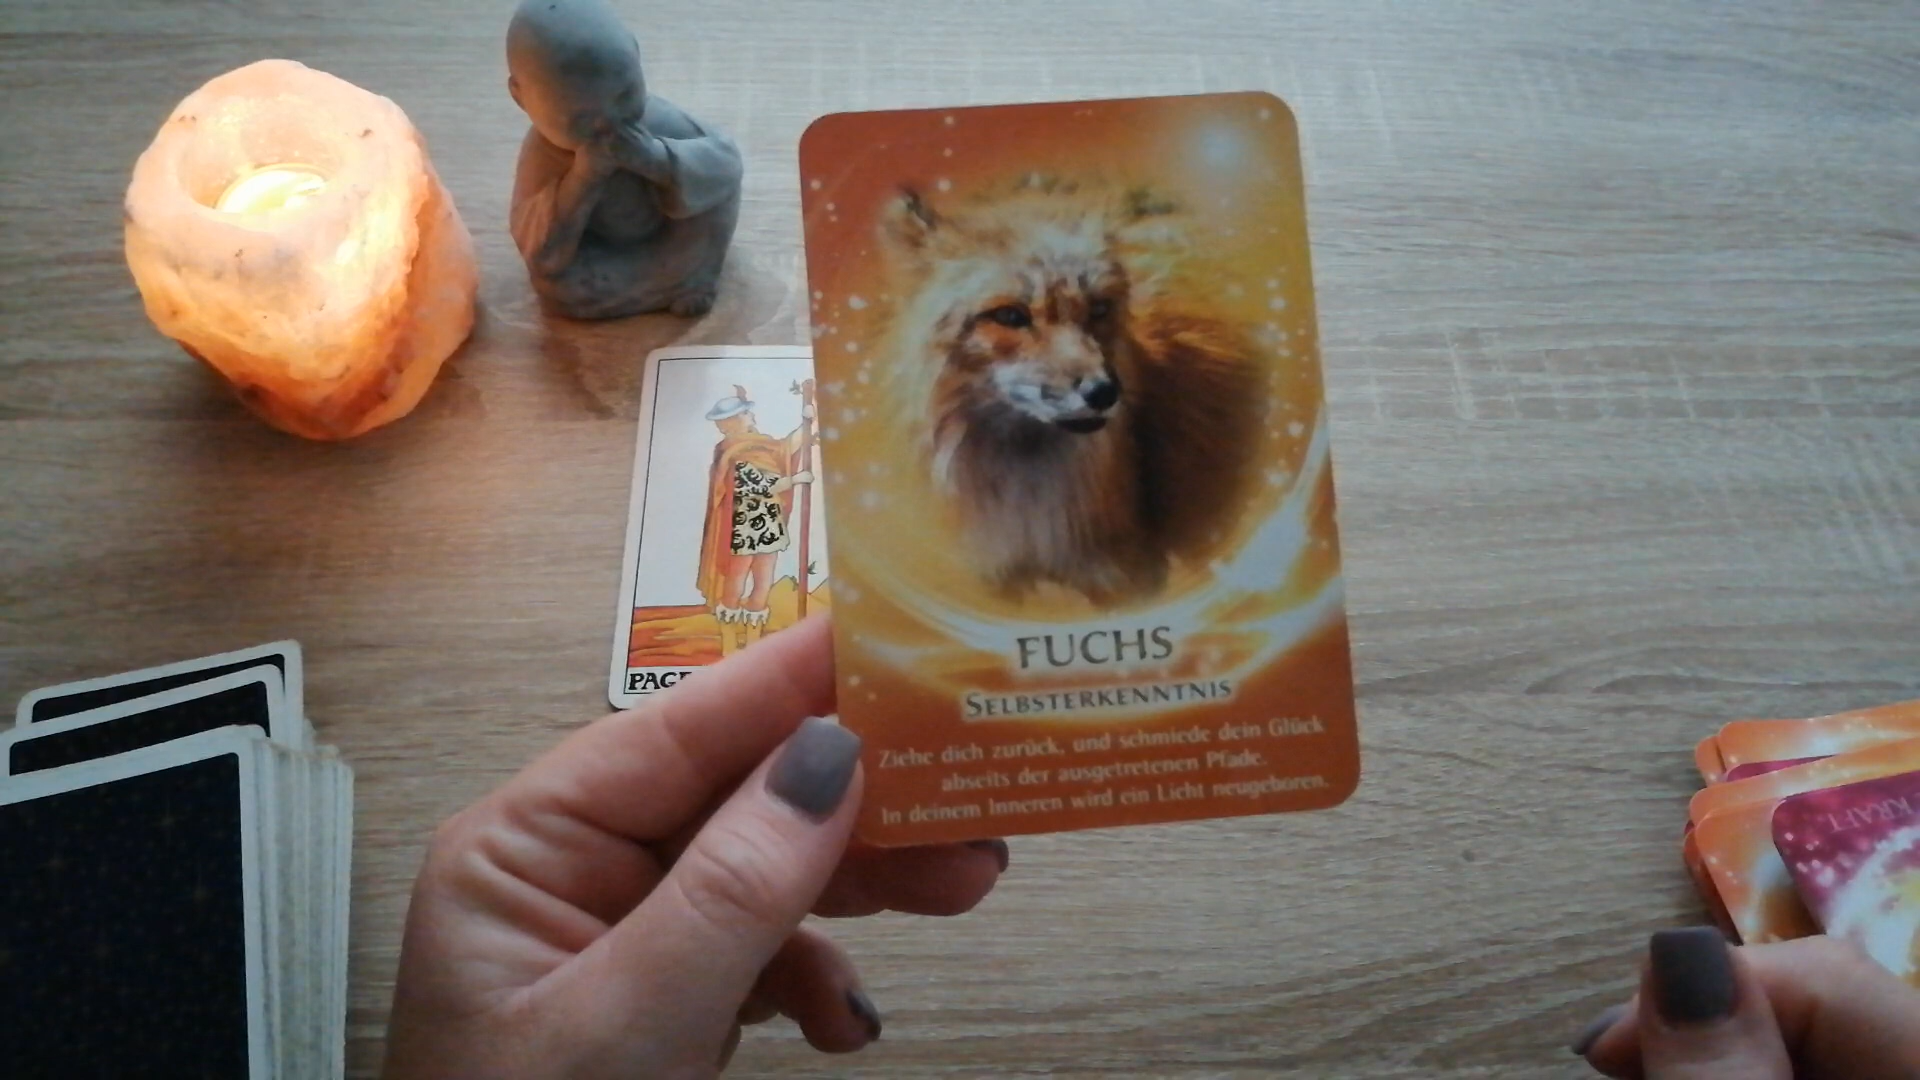 FUCHS
SELBSTERKENNTNIS
Ziehe dich zurück, und schmiede dein Glück
abseits der ausgetretenen Pfade.
In deinem Inneren wird ein Licht neugeboren.
PAGE
KRAFT